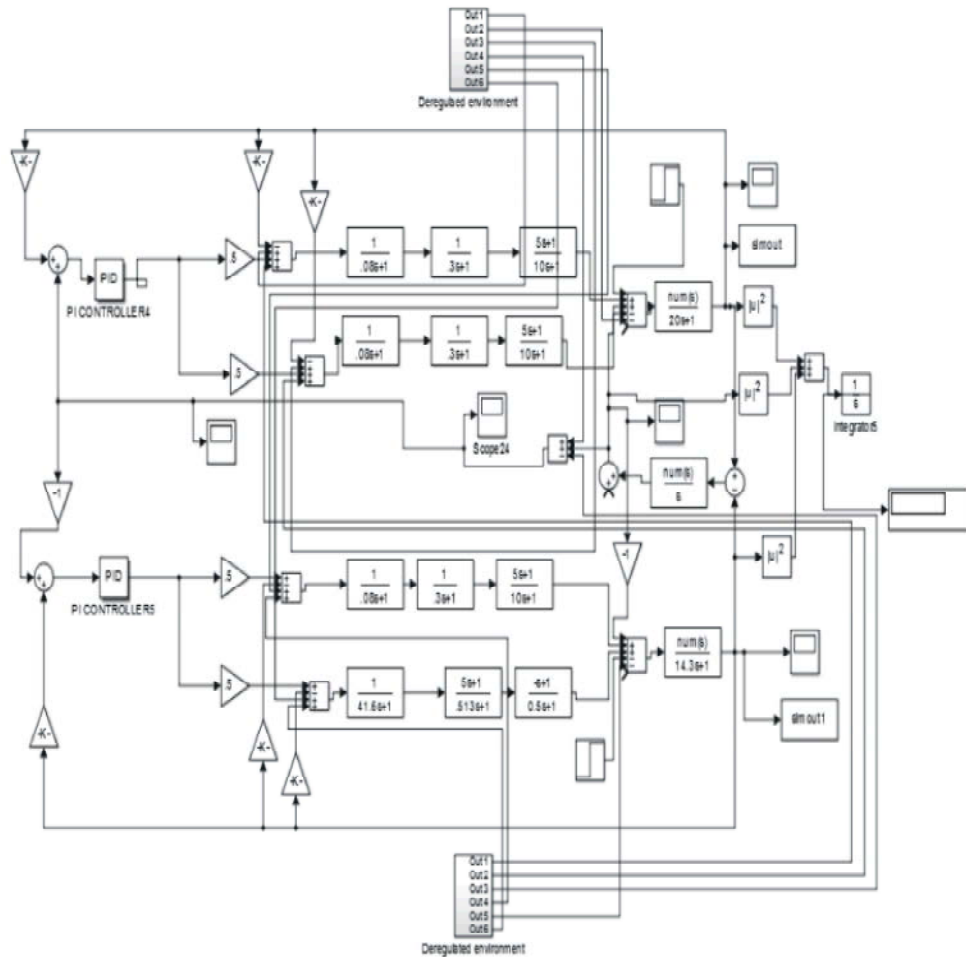 Out1
Out2
Out3
Out4
Out5
Out6
Deregulated environment
-K-
-K-
-K-
PID
PI CONTROLLER4
.5
1
.08s+1
1
.3s+1
5s+1
10s+1
num(s)
20s+1
simout
|u|²
.5
1
.08s+1
1
.3s+1
5s+1
10s+1
|u|²
1
s
Integrator5
Scope24
num(s)
s
-1
-1
|u|²
PID
PI CONTROLLER5
.5
1
.08s+1
1
.3s+1
5s+1
10s+1
num(s)
14.3s+1
.5
1
41.6s+1
5s+1
.513s+1
-s+1
0.5s+1
simout1
-K-
-K-
-K-
Out1
Out2
Out3
Out4
Out5
Out6
Deregulated environment